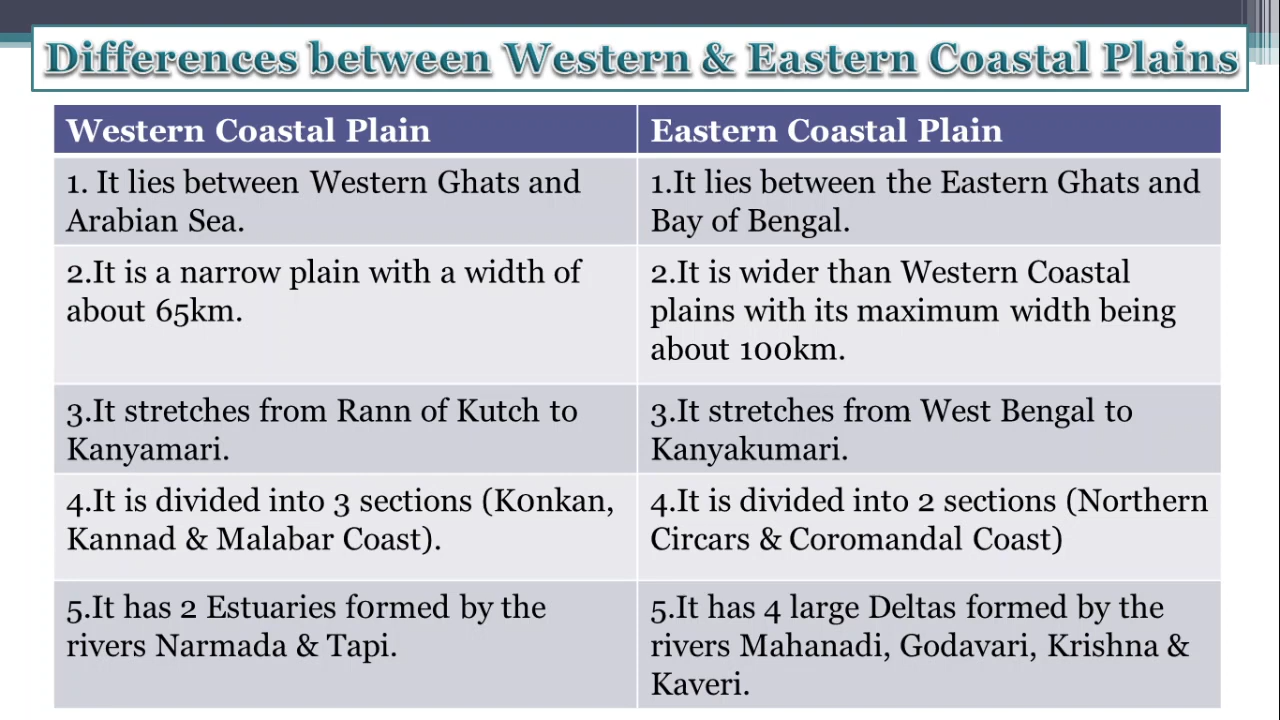 Differences between Western & Eastern Coastal Plains
Western Coastal Plain
Eastern Coastal Plain
1. It lies between Western Ghats and
Arabian Sea.
1.It lies between the Eastern Ghats and
Bay of Bengal.
2.It is a narrow plain with a width of
about 65km.
2.It is wider than Western Coastal
plains with its maximum width being
about 100km.
3.It stretches from Rann of Kutch to
Kanyamari.
3.It stretches from West Bengal to
Kanyakumari.
4.It is divided into 3 sections (K0nkan,
Kannad & Malabar Coast).
4.It is divided into 2 sections (Northern
Circars & Coromandal Coast)
5.It has 2 Estuaries f0rmed by the
rivers Narmada & Tapi.
5.It has 4 large Deltas formed by the
rivers Mahanadi, Godavari, Krishna &
Kaveri.